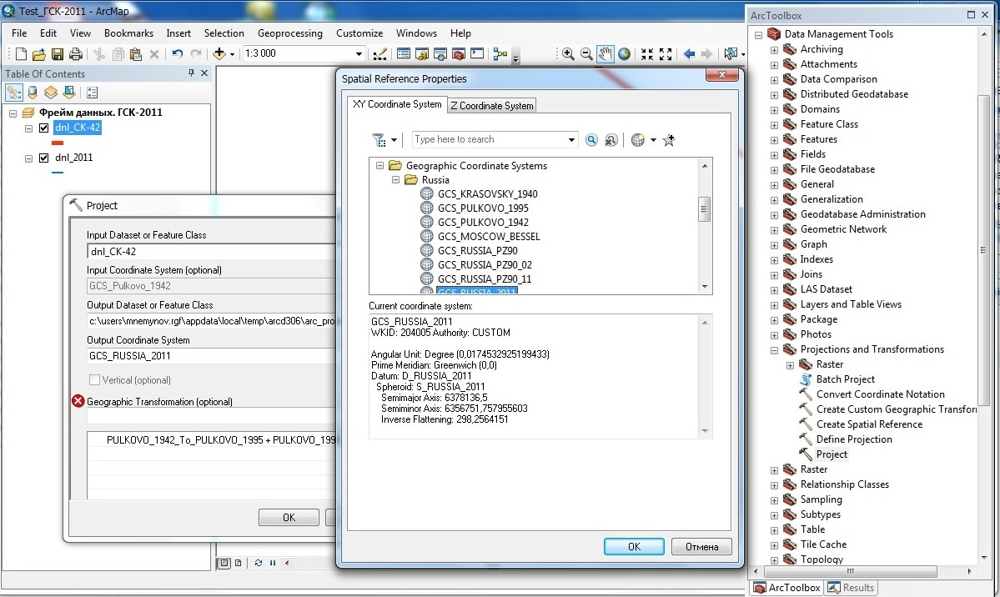 Test_ГСК-2011 - ArcMap
File Edit View Bookmarks Insert Selection Geoprocessing Customize Windows Help
1:3 000
Table Of Contents
Фрейм данных. ГСК-2011
dnl_СК-42
dnl_2011
Project
Input Dataset or Feature Class
dnl_СК-42
Input Coordinate System (optional)
GCS_Pulkovo_1942
Output Dataset or Feature Class
c:\users\mnemynov.rgf\appdata\local\temp\arcd306\arc_pro
Output Coordinate System
GCS_RUSSIA_2011
Vertical (optional)
Geographic Transformation (optional)
PULKOVO_1942_To_PULKOVO_1995 + PULKOVO_199
OK
Spatial Reference Properties
XY Coordinate System Z Coordinate System
Type here to search
Geographic Coordinate Systems
Russia
GCS_KRASOVSKY_1940
GCS_PULKOVO_1995
GCS_PULKOVO_1942
GCS_MOSCOW_BESSEL
GCS_RUSSIA_PZ90
GCS_RUSSIA_PZ90_02
GCS_RUSSIA_PZ90_11
GCS_RUSSIA_2011
Current coordinate system:
GCS_RUSSIA_2011
WKID: 204005 Authority: CUSTOM
Angular Unit: Degree (0,0174532925199433)
Prime Meridian: Greenwich (0,0)
Datum: D_RUSSIA_2011
Spheroid: S_RUSSIA_2011
Semimajor Axis: 6378136,5
Semiminor Axis: 6356751,757955603
Inverse Flattening: 298,2564151
OK Отмена
ArcToolbox
Data Management Tools
Archiving
Attachments
Data Comparison
Distributed Geodatabase
Domains
Feature Class
Features
Fields
File Geodatabase
General
Generalization
Geodatabase Administration
Geometric Network
Graph
Indexes
Joins
LAS Dataset
Layers and Table Views
Package
Photos
Projections and Transformations
Raster
Batch Project
Convert Coordinate Notation
Create Custom Geographic Transfor
Create Spatial Reference
Define Projection
Project
Raster
Relationship Classes
Sampling
Subtypes
Table
Tile Cache
Topology
ArcToolbox Results